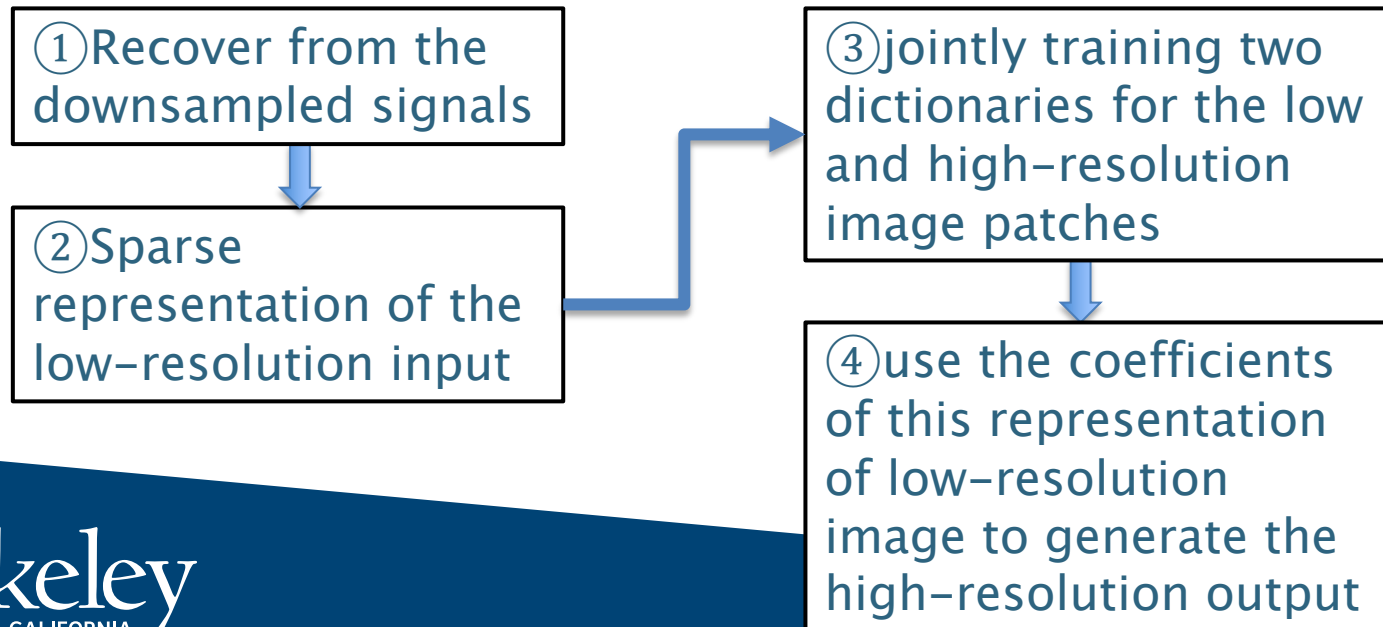 ①Recover from the
downsampled signals
②Sparse
representation of the
low-resolution input
③jointly training two
dictionaries for the low
and high-resolution
image patches
④use the coefficients
of this representation
of low-resolution
image to generate the
high-resolution output
keley
CALIFORNIA